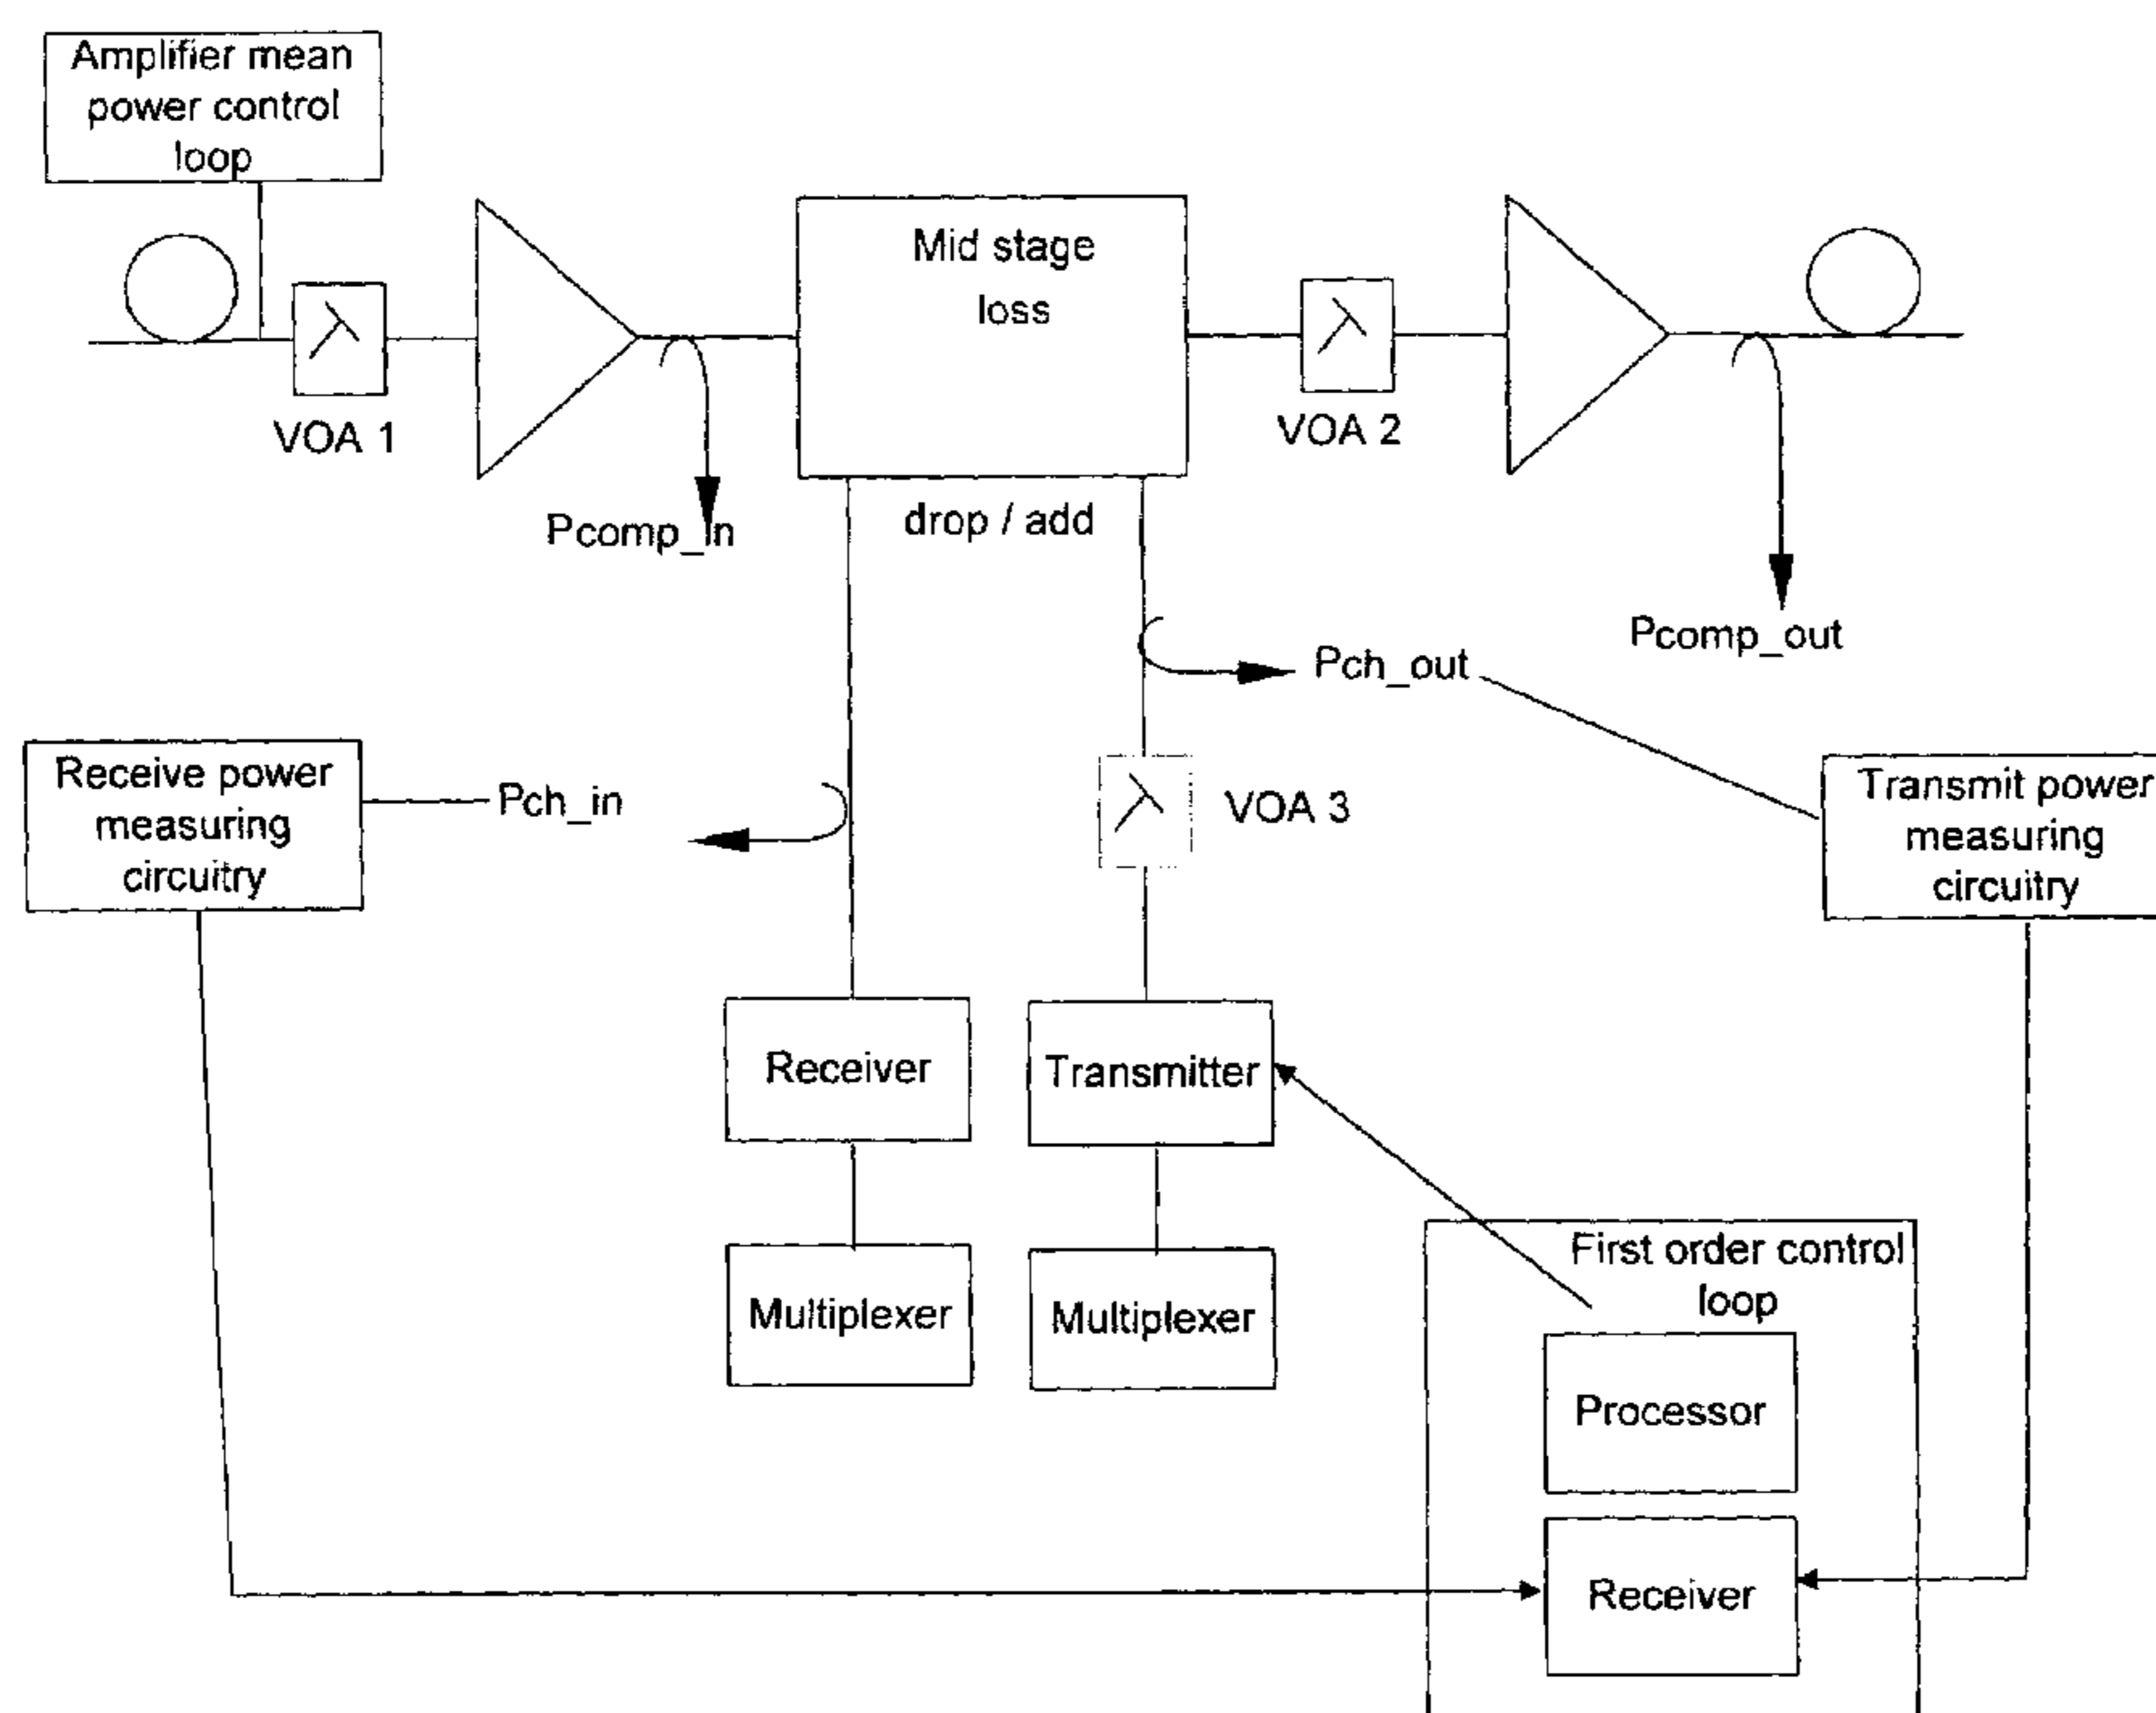 Amplifier mean
power control
loop
Mid stage
loss
VOA 1
VOA 2
Pcomp_in
drop / add
Pcomp_out
Pch_out
Receive power
measuring
circuitry
Pch_in
VOA 3
Transmit power
measuring
circuitry
Receiver
Transmitter
First order control
loop
Multiplexer
Multiplexer
Processor
Receiver